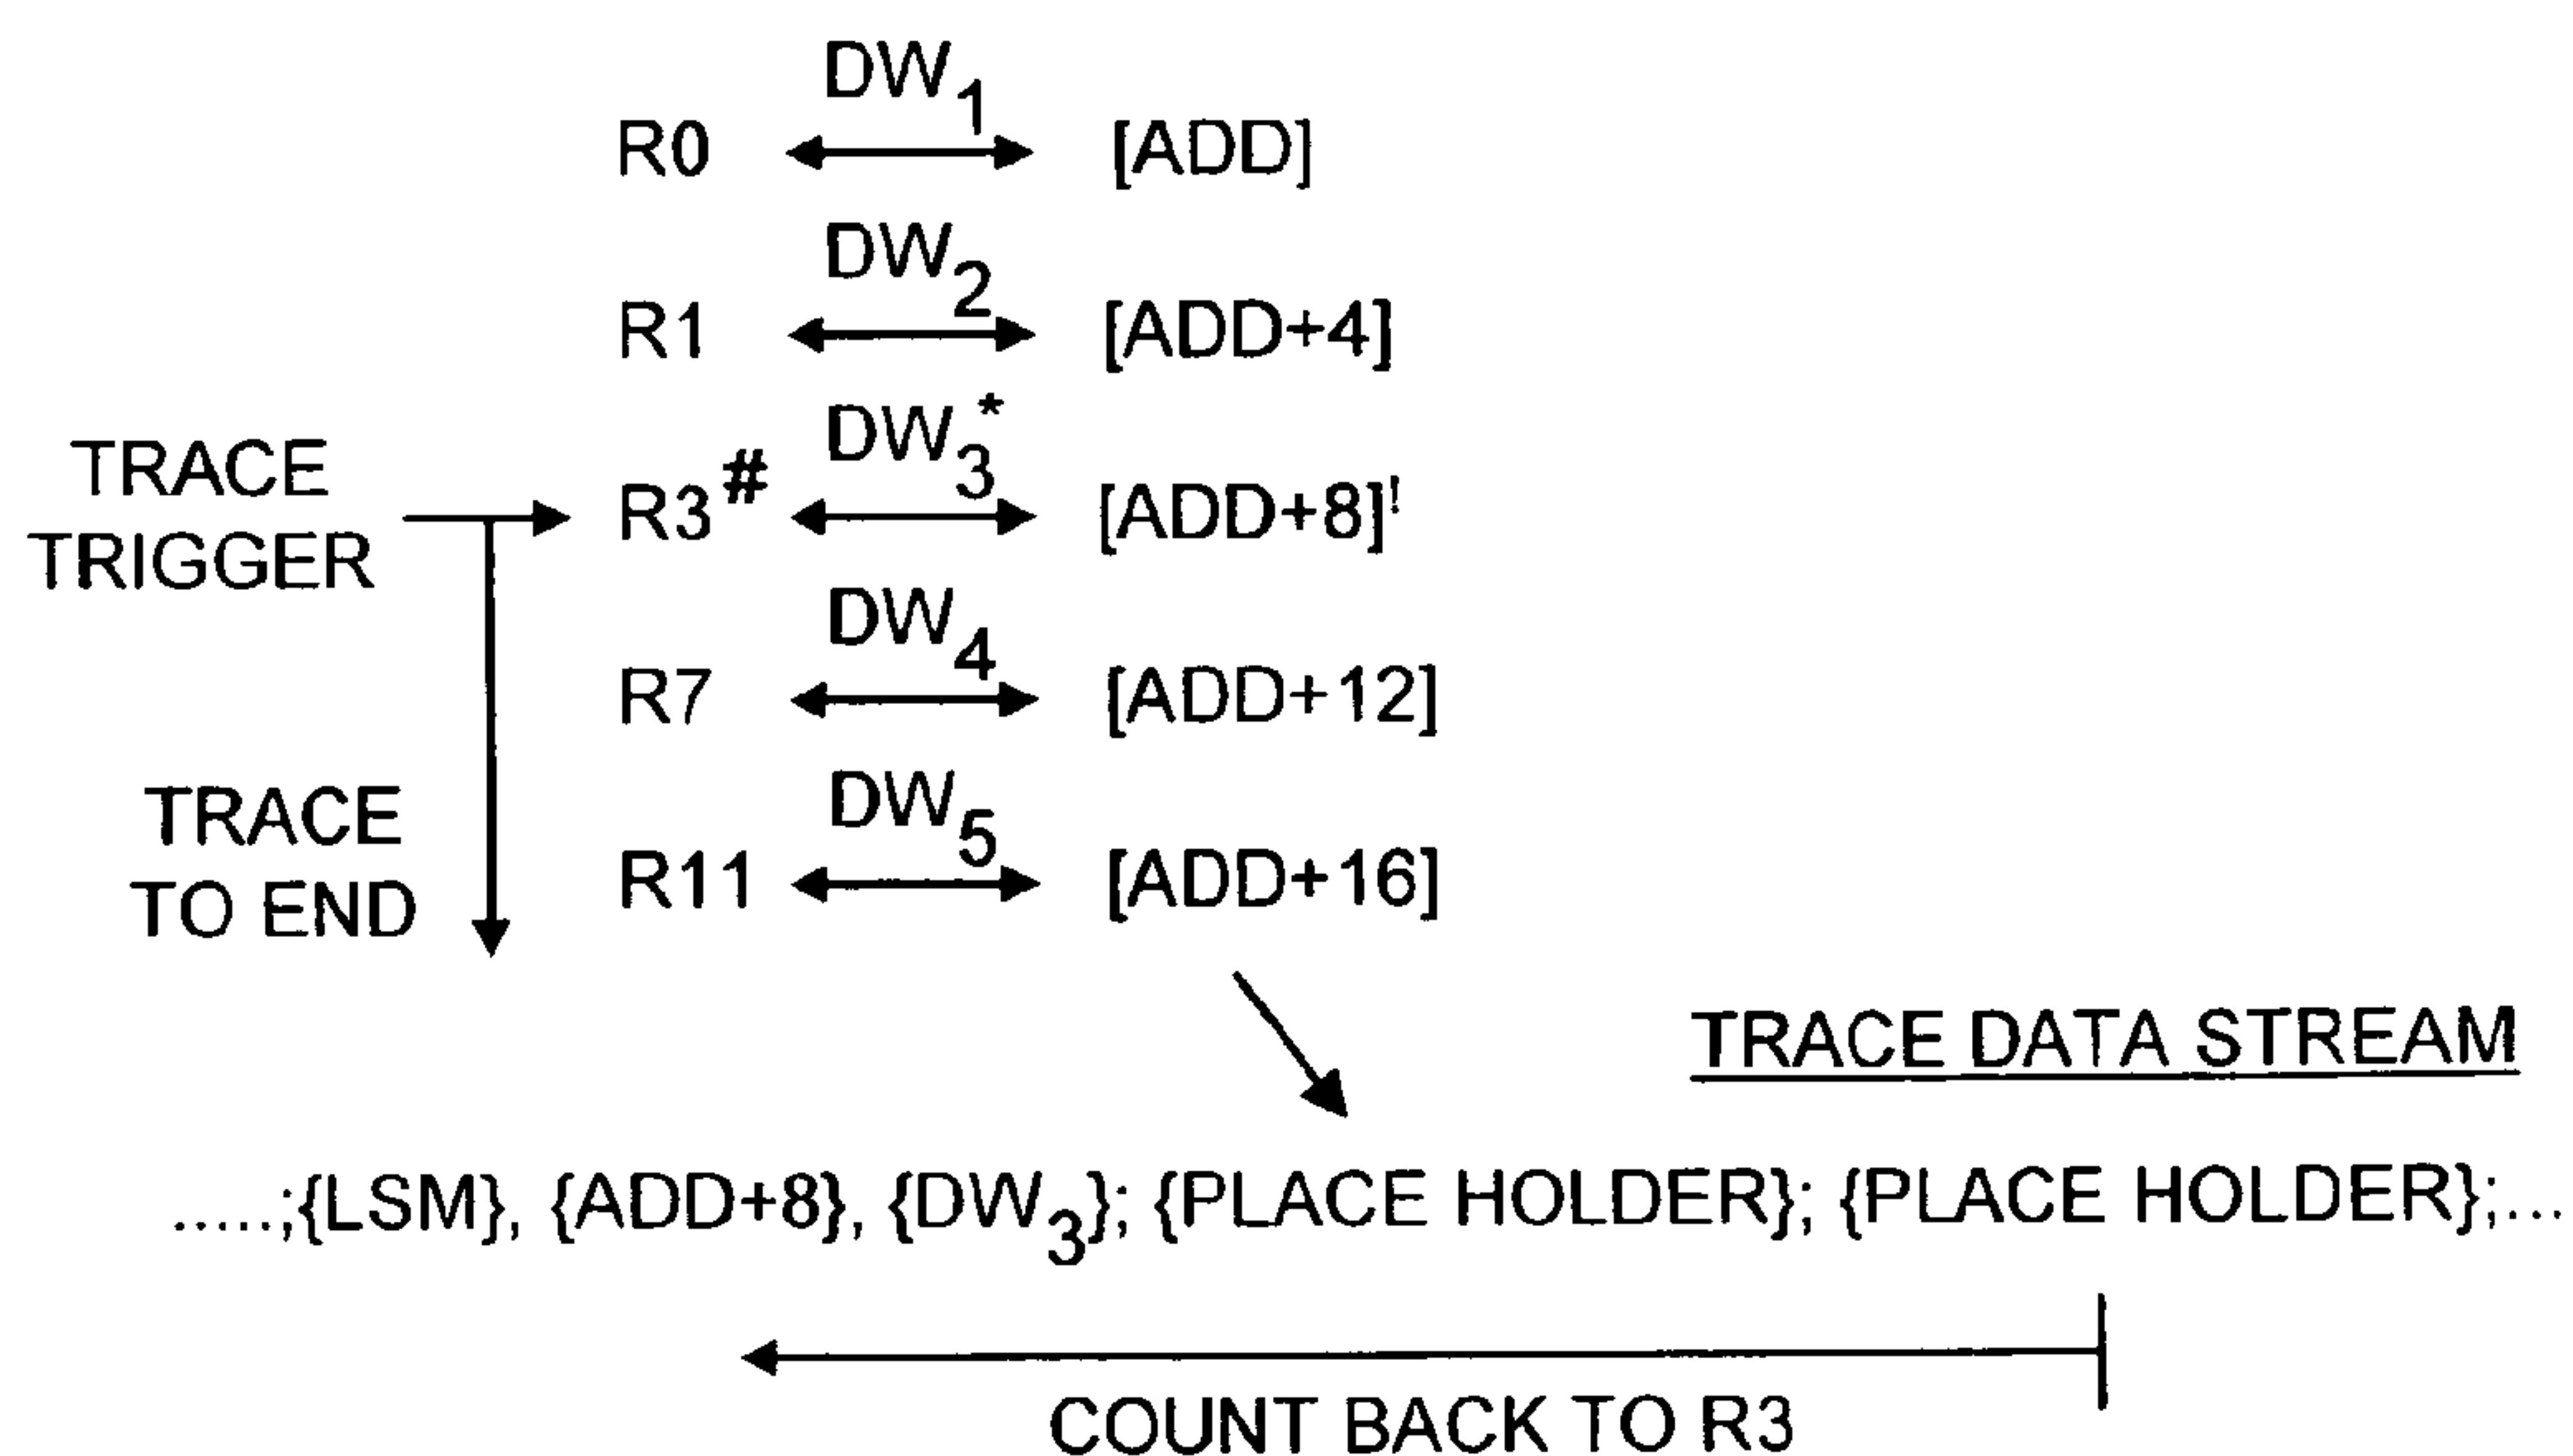 DW1
R0 [ADD]
DW2
R1 [ADD+4]
DW3*
TRACE
TRIGGER
R3# [ADD+8]!
DW4
R7 [ADD+12]
DW5
R11 [ADD+16]
TRACE
TO END
TRACE DATA STREAM
.....;{LSM}, {ADD+8}, {DW3}; {PLACE HOLDER}; {PLACE HOLDER};...
COUNT BACK TO R3